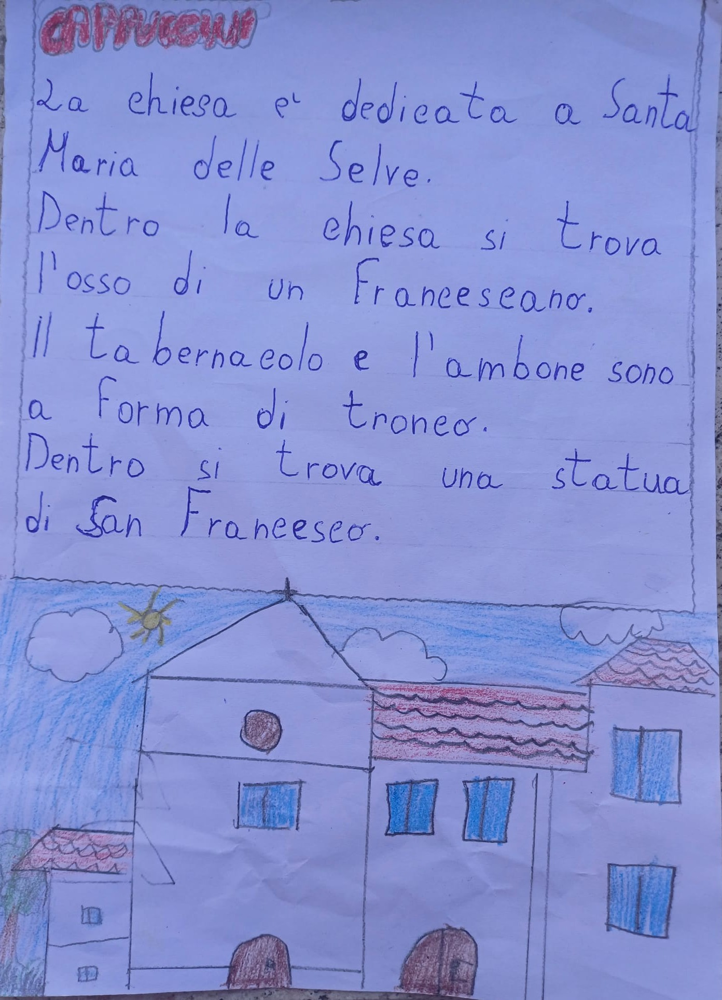 CAPPUCCINI
La chiesa e' dedicata a Santa
Maria delle Selve.
Dentro la chiesa si trova
l'osso di un Francescano.
Il tabernacolo e l'ambone sono
a forma di tronco.
Dentro si trova una statua
di San Francesco.